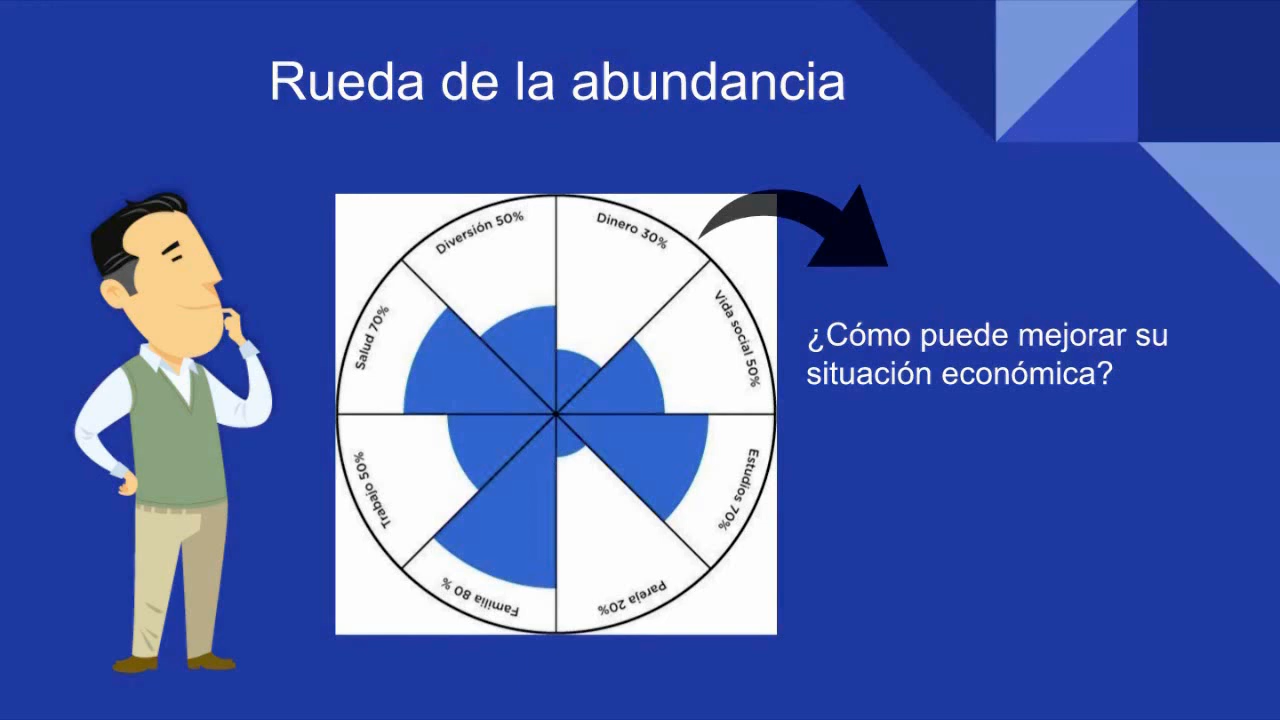 Rueda de la abundancia
Diversión 50%
Dinero 30%
Salud 70%
Vida social 50%
¿Cómo puede mejorar su
situación económica?
Trabajo 50%
Estudios 70%
Familia 80 %
Pareja 20%